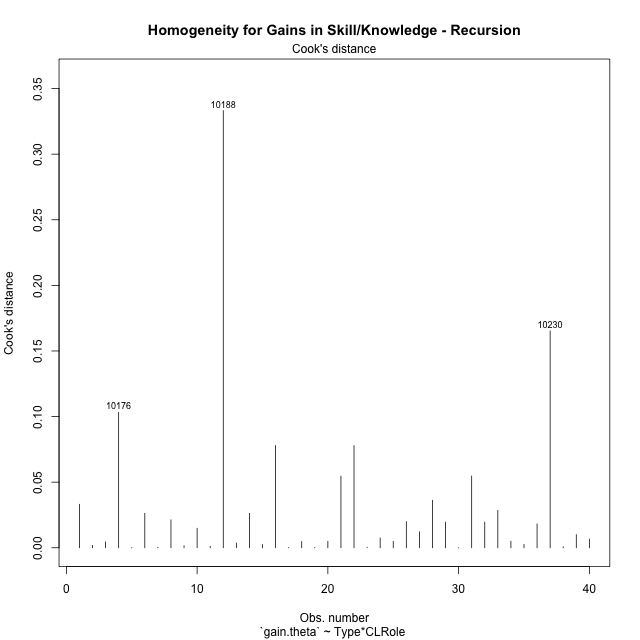 Homogeneity for Gains in Skill/Knowledge - Recursion
Cook's distance
Cook's distance
0.35
0.30
0.25
0.20
0.15
0.10
0.05
0.00
10188
10230
10176
0 10 20 30 40
Obs. number
`gain.theta` ~ Type*CLRole